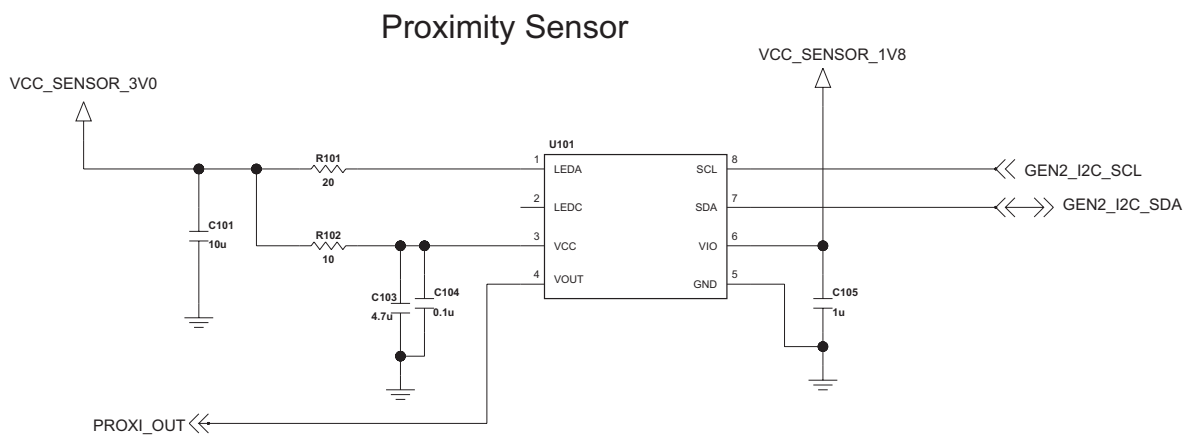 Proximity Sensor
VCC_SENSOR_3V0
VCC_SENSOR_1V8
U101
R101
20
1
LEDA
SCL
8
GEN2_I2C_SCL
2
LEDC
SDA
7
GEN2_I2C_SDA
C101
10u
R102
10
3
VCC
VIO
6
4
VOUT
GND
5
C103
4.7u
C104
0.1u
C105
1u
PROXI_OUT